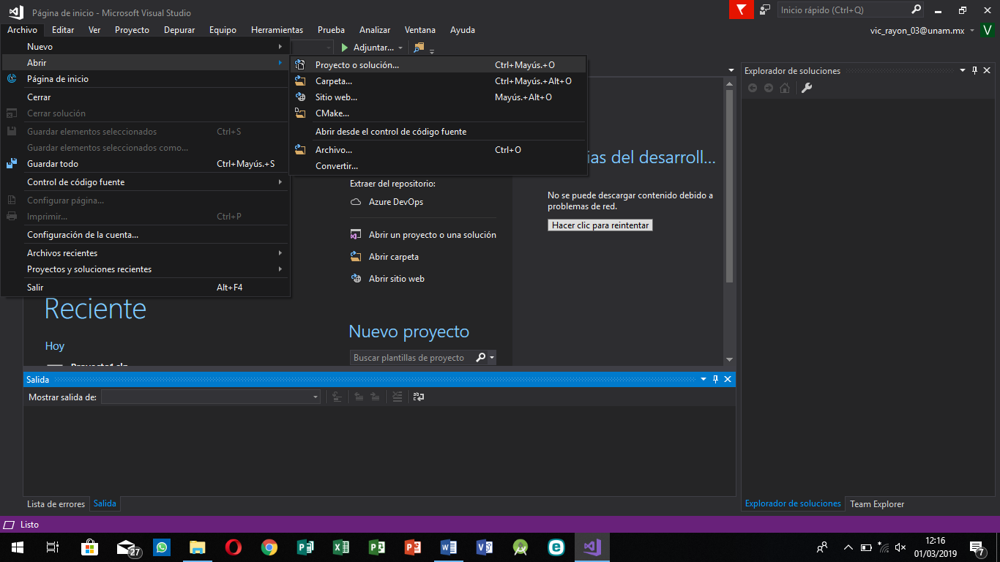 Página de inicio - Microsoft Visual Studio
Inicio rápido (Ctrl+Q)
Archivo Editar Ver Proyecto Depurar Equipo Herramientas Prueba Analizar Ventana Ayuda
vic_rayon_03@unam.mx V
Adjuntar...
Nuevo
Abrir
Página de inicio
Cerrar
Cerrar solución
Guardar elementos seleccionados Ctrl+S
Guardar elementos seleccionados como...
Guardar todo Ctrl+Mayús.+S
Control de código fuente
Configurar página...
Imprimir... Ctrl+P
Configuración de la cuenta...
Archivos recientes
Proyectos y soluciones recientes
Salir Alt+F4
Proyecto o solución... Ctrl+Mayús.+O
Carpeta... Ctrl+Mayús.+Alt+O
Sitio web... Mayús.+Alt+O
CMake...
Abrir desde el control de código fuente
Archivo... Ctrl+O
Convertir...
Extraer del repositorio:
Azure DevOps
Abrir un proyecto o una solución
Abrir carpeta
Abrir sitio web
Nuevo proyecto
Buscar plantillas de proyecto
ias del desarroll...
No se puede descargar contenido debido a
problemas de red.
Hacer clic para reintentar
Reciente
Hoy
Proyecto1.sln
Explorador de soluciones
Salida
Mostrar salida de:
Lista de errores Salida
Explorador de soluciones Team Explorer
Listo
27
12:16
01/03/2019
7